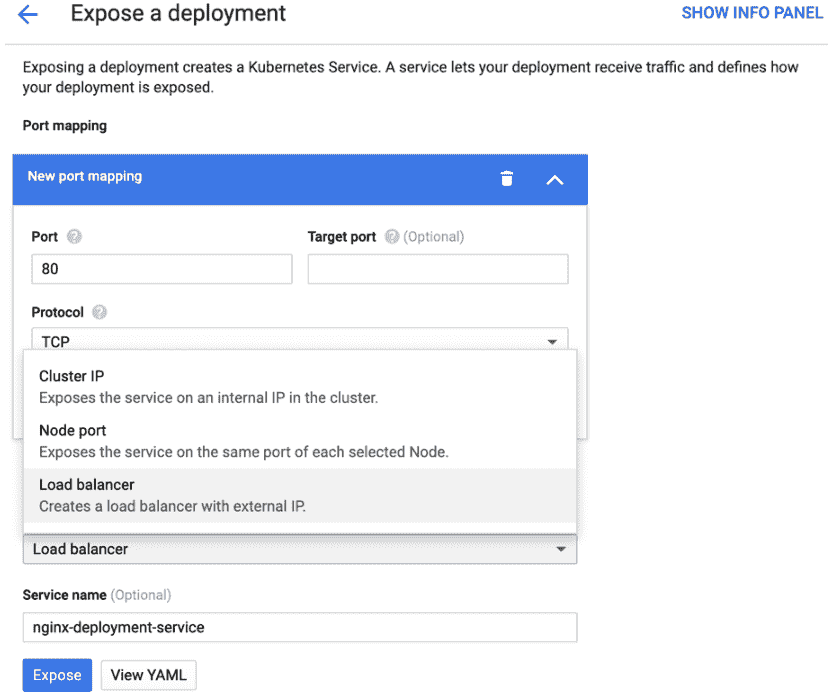 Expose a deployment
SHOW INFO PANEL
Exposing a deployment creates a Kubernetes Service. A service lets your deployment receive traffic and defines how
your deployment is exposed.
Port mapping
New port mapping
Port
Target port (Optional)
80
Protocol
TCP
Cluster IP
Exposes the service on an internal IP in the cluster.
Node port
Exposes the service on the same port of each selected Node.
Load balancer
Creates a load balancer with external IP.
Load balancer
Service name (Optional)
nginx-deployment-service
Expose
View YAML